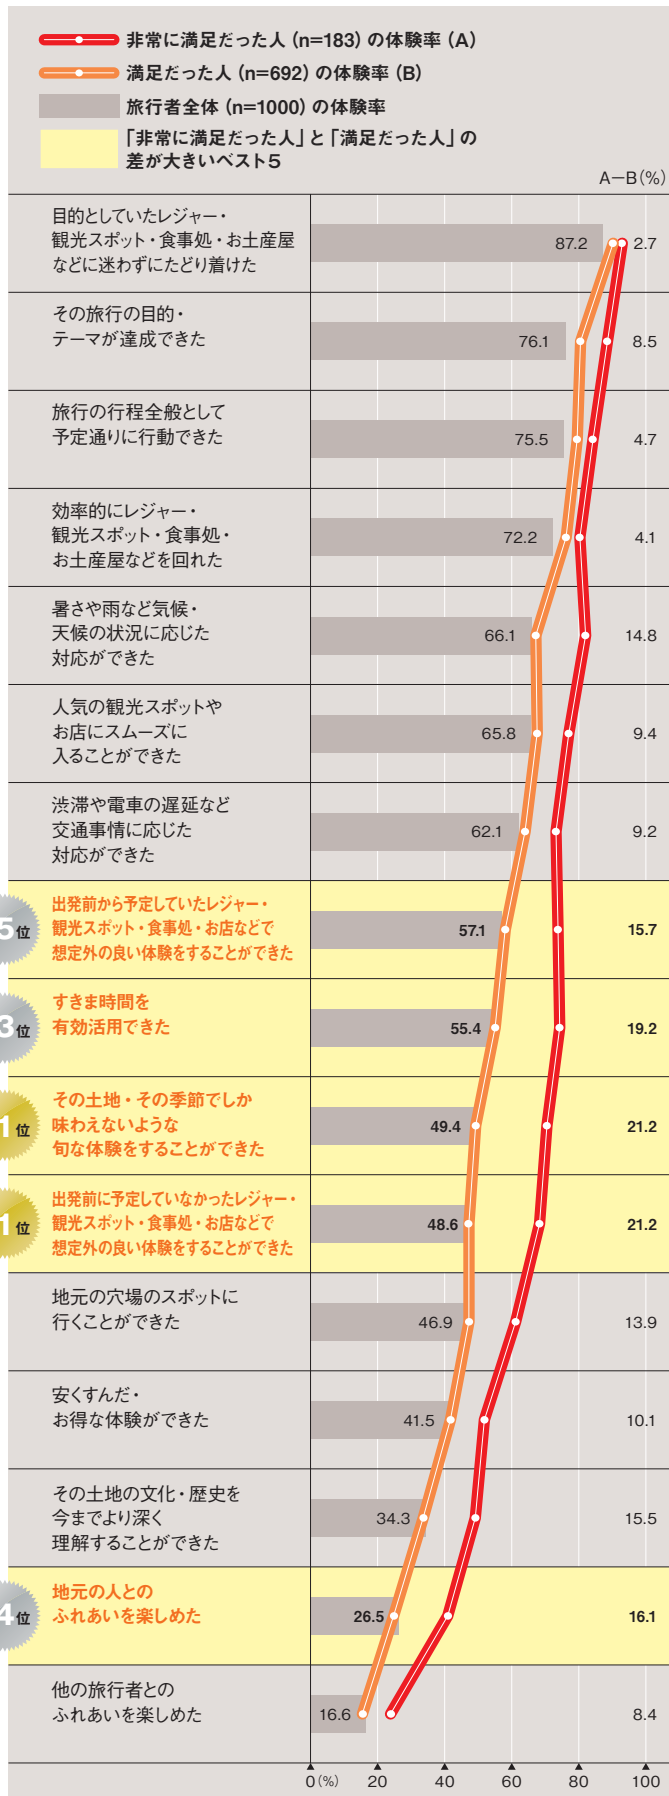 非常に満足だった人（n=183）の体験率（A）
満足だった人（n=692）の体験率（B）
旅行者全体（n=1000）の体験率
「非常に満足だった人」と「満足だった人」の
差が大きいベスト5
A－B（%）
目的としていたレジャー・
観光スポット・食事処・お土産屋
などに迷わずにたどり着けた
87.2
2.7
その旅行の目的・
テーマが達成できた
76.1
8.5
旅行の行程全般として
予定通りに行動できた
75.5
4.7
効率的にレジャー・
観光スポット・食事処・
お土産屋などを回れた
72.2
4.1
暑さや雨など気候・
天候の状況に応じた
対応ができた
66.1
14.8
人気の観光スポットや
お店にスムーズに
入ることができた
65.8
9.4
渋滞や電車の遅延など
交通事情に応じた
対応ができた
62.1
9.2
5位
出発前から予定していたレジャー・
観光スポット・食事処・お店などで
想定外の良い体験をすることができた
57.1
15.7
3位
すきま時間を
有効活用できた
55.4
19.2
1位
その土地・その季節でしか
味わえないような
旬な体験をすることができた
49.4
21.2
1位
出発前に予定していなかったレジャー・
観光スポット・食事処・お店などで
想定外の良い体験をすることができた
48.6
21.2
地元の穴場のスポットに
行くことができた
46.9
13.9
安くすんだ・
お得な体験ができた
41.5
10.1
その土地の文化・歴史を
今までより深く
理解することができた
34.3
15.5
4位
地元の人との
ふれあいを楽しめた
26.5
16.1
他の旅行者との
ふれあいを楽しめた
16.6
8.4
0（%） 20 40 60 80 100